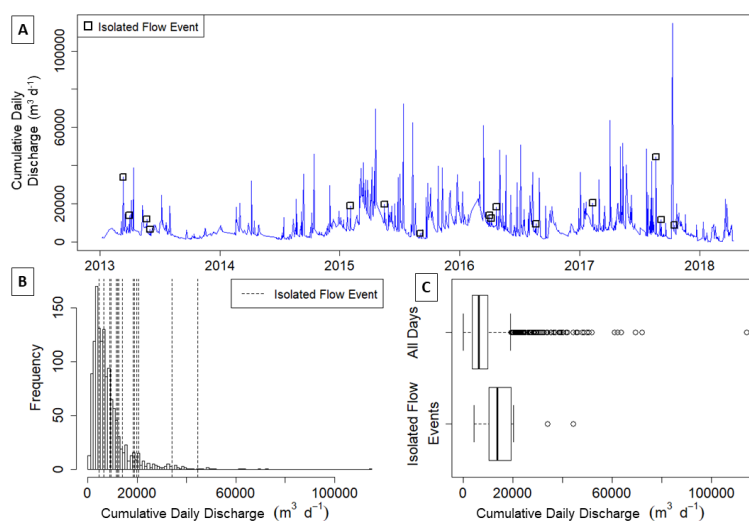 A
Isolated Flow Event
Cumulative Daily
Discharge (m³ d⁻¹)
100000
60000
20000
0
2013 2014 2015 2016 2017 2018
B
Isolated Flow Event
Frequency
150
100
50
0
0 20000 60000 100000
Cumulative Daily Discharge (m³ d⁻¹)
C
All Days
Isolated Flow
Events
0 20000 60000 100000
Cumulative Daily Discharge (m³ d⁻¹)